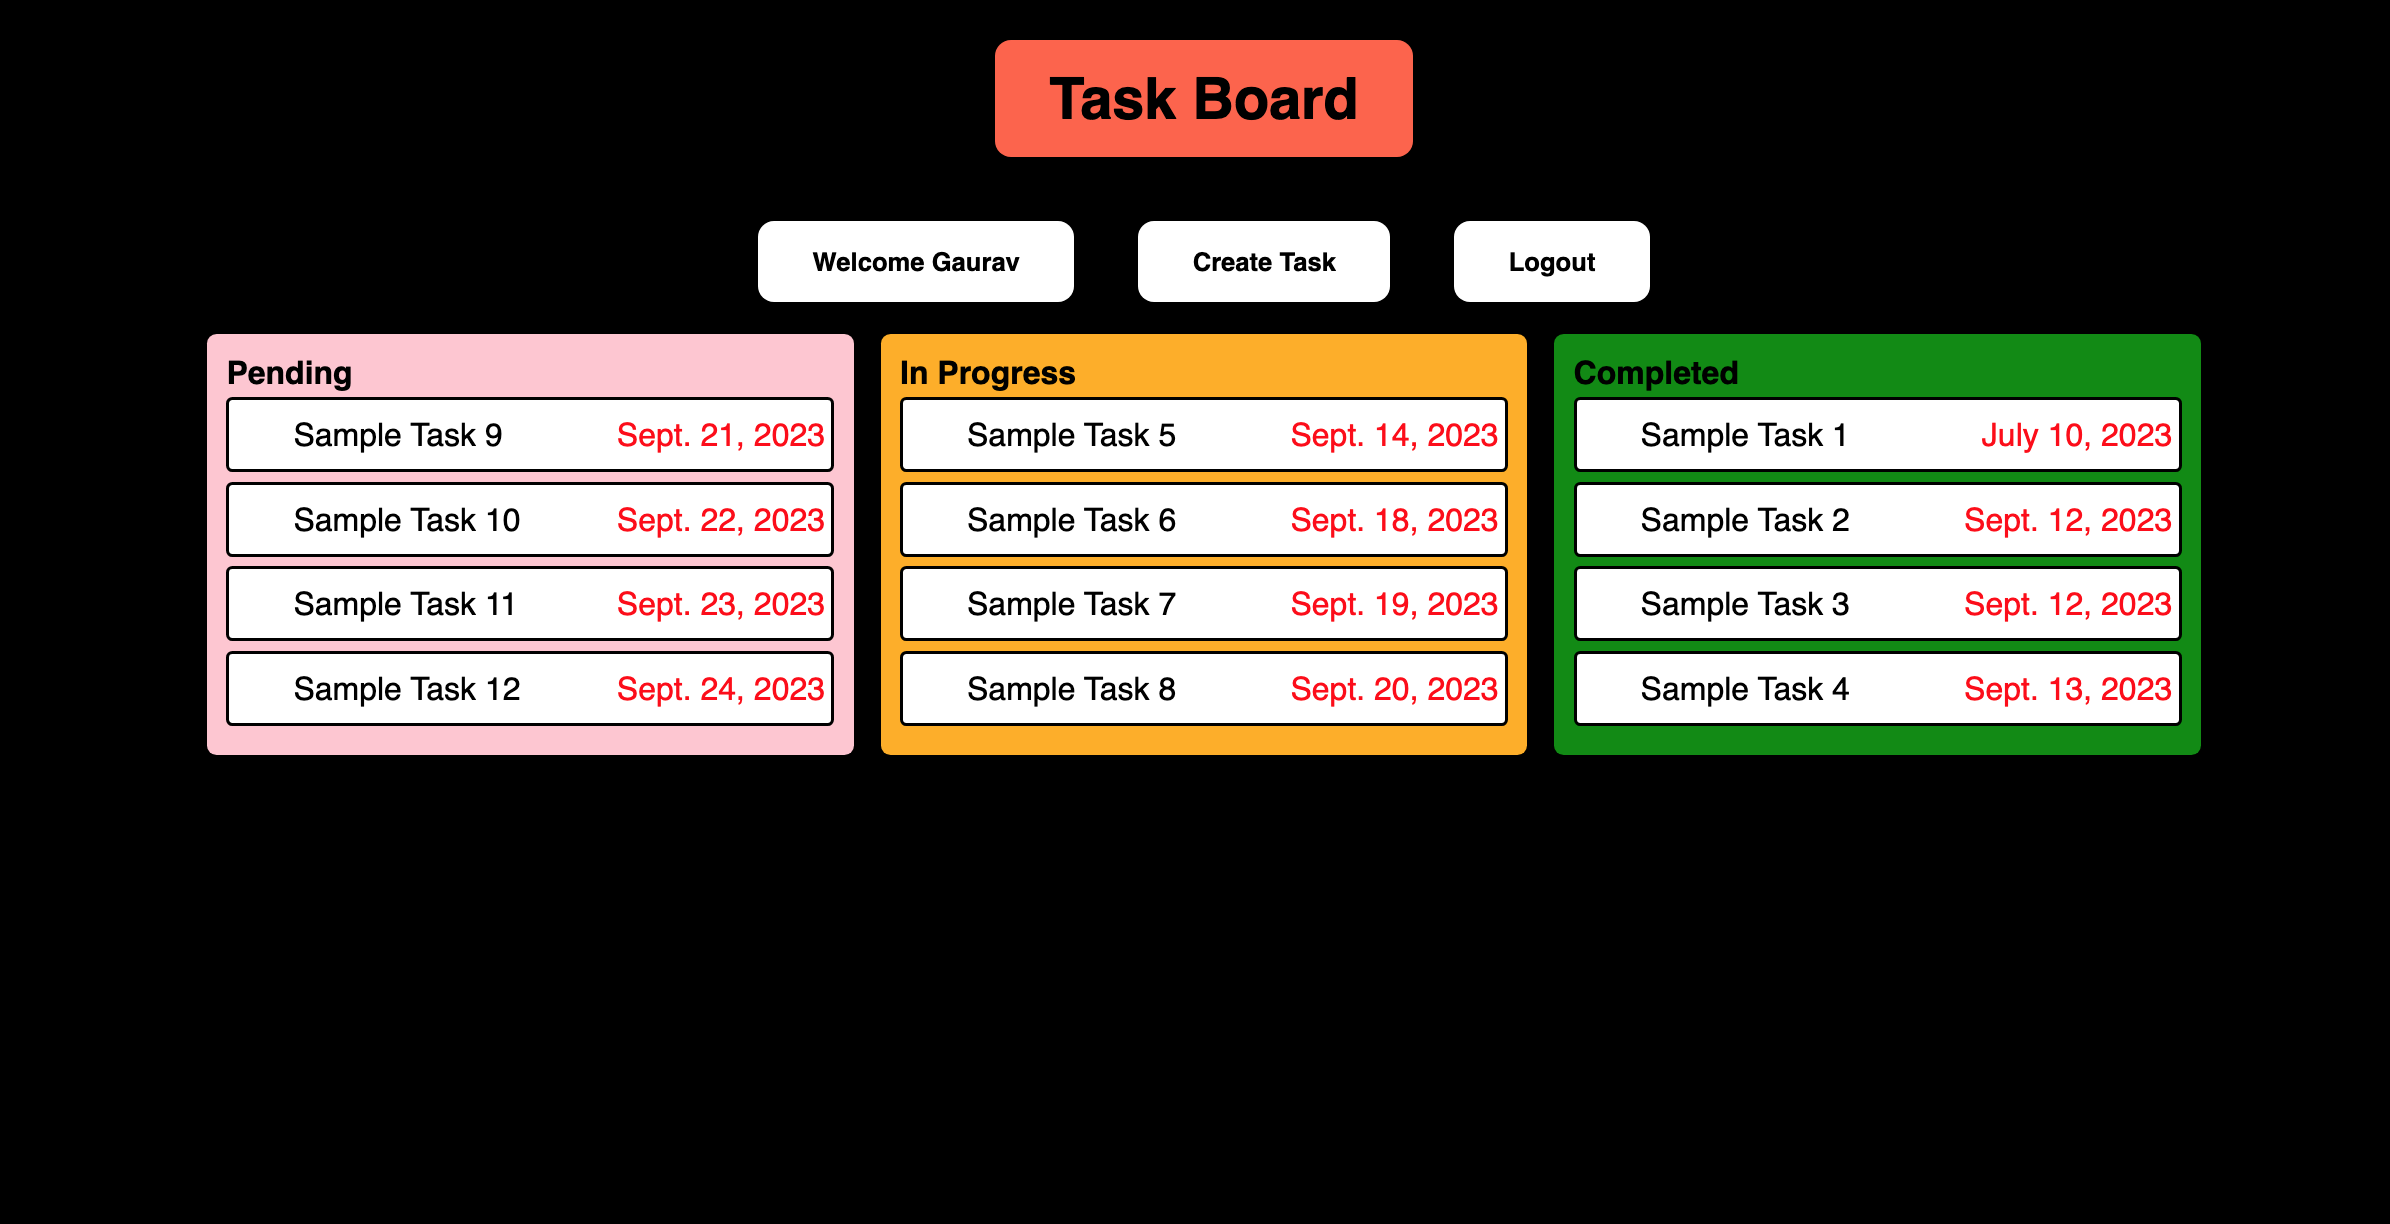 Task Board
Welcome Gaurav
Create Task
Logout
Pending
Sample Task 9 Sept. 21, 2023
Sample Task 10 Sept. 22, 2023
Sample Task 11 Sept. 23, 2023
Sample Task 12 Sept. 24, 2023
In Progress
Sample Task 5 Sept. 14, 2023
Sample Task 6 Sept. 18, 2023
Sample Task 7 Sept. 19, 2023
Sample Task 8 Sept. 20, 2023
Completed
Sample Task 1 July 10, 2023
Sample Task 2 Sept. 12, 2023
Sample Task 3 Sept. 12, 2023
Sample Task 4 Sept. 13, 2023